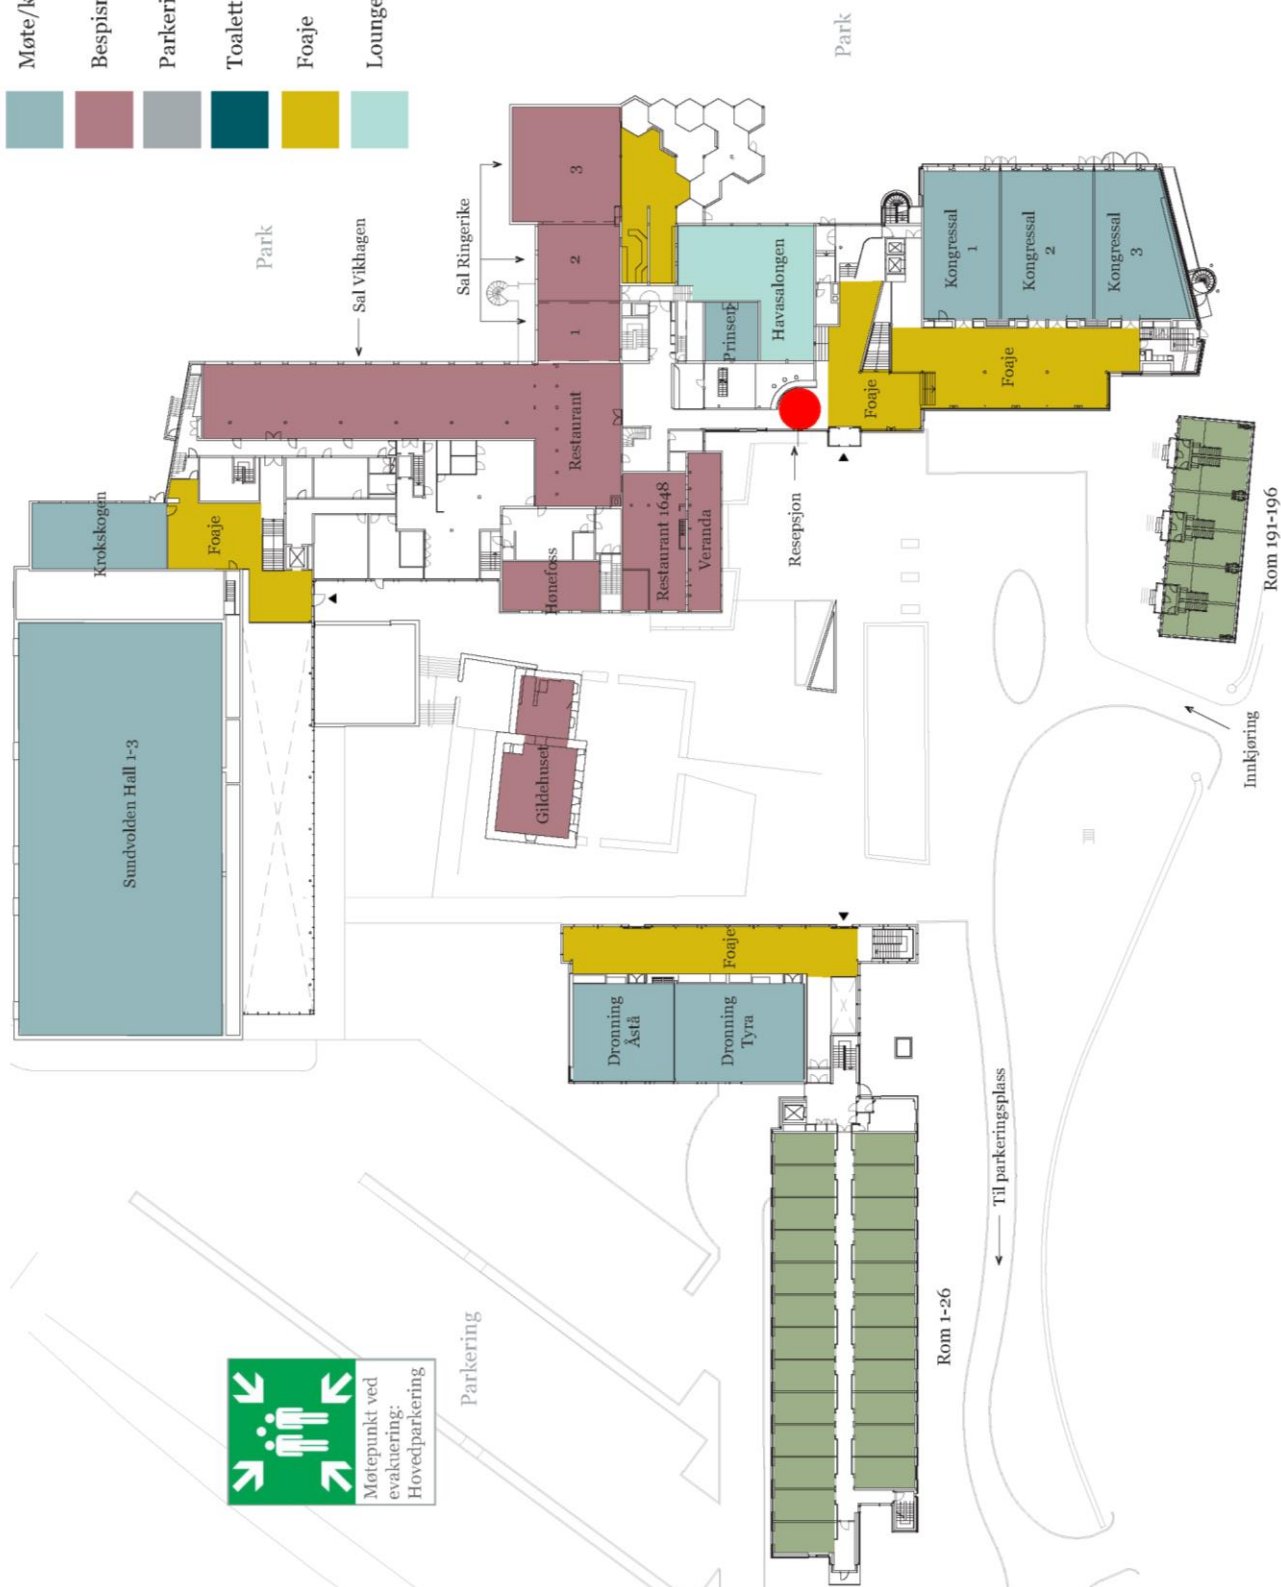 Møte/k
Bespisn
Parkeri
Toalett
Foaje
Lounge
Sundvolden Hall 1-3
Krokskogen
Foaje
Park
Sal Vikhagen
Sal Ringerike
1
2
3
Møtepunkt ved
evakuering:
Hovedparkering
Parkering
Gildehuset
Hønefoss
Restaurant
Restaurant 1648
Veranda
Prinsen
Havasalongen
Park
Dronning
Åstå
Dronning
Tyra
Foaje
Resepsjon
Foaje
Foaje
Kongressal
1
Kongressal
2
Kongressal
3
Rom 1-26
Til parkeringsplass
Innkjøring
Rom 191-196